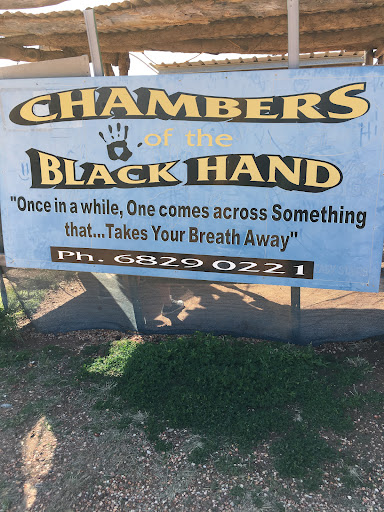 CHAMBERS
of the
BLACK HAND
"Once in a while, One comes across Something
that...Takes Your Breath Away"
Ph. 6829 0221